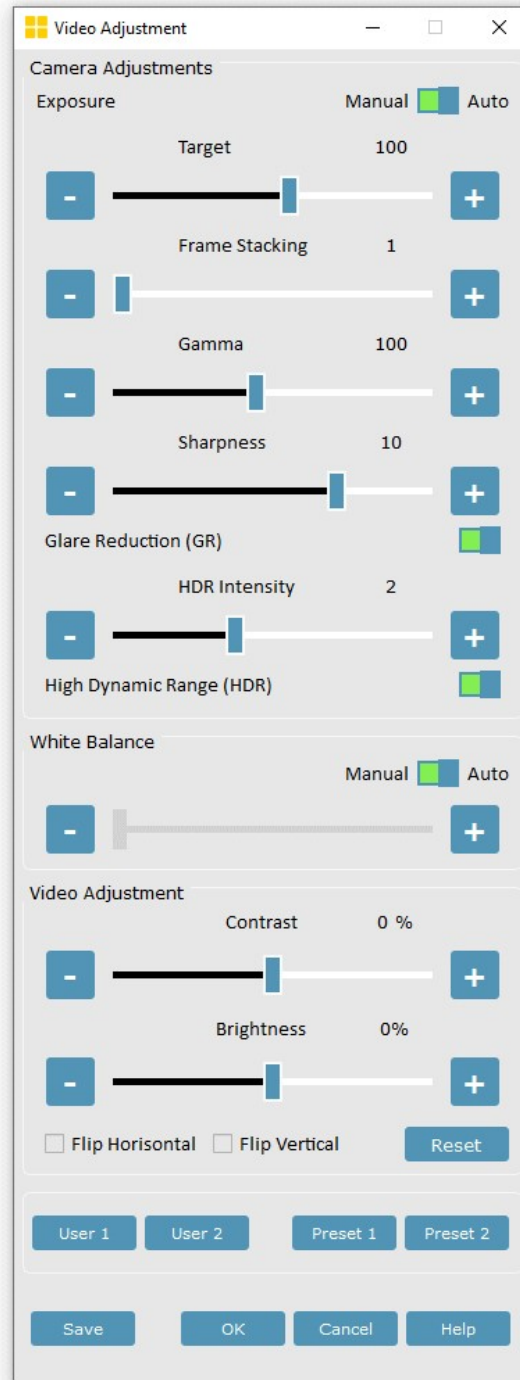 Video Adjustment
Camera Adjustments
Exposure Manual Auto
Target 100
- +
Frame Stacking 1
- +
Gamma 100
- +
Sharpness 10
- +
Glare Reduction (GR)
HDR Intensity 2
- +
High Dynamic Range (HDR)
White Balance
Manual Auto
- +
Video Adjustment
Contrast 0 %
- +
Brightness 0%
- +
Flip Horisontal Flip Vertical Reset
User 1 User 2 Preset 1 Preset 2
Save OK Cancel Help